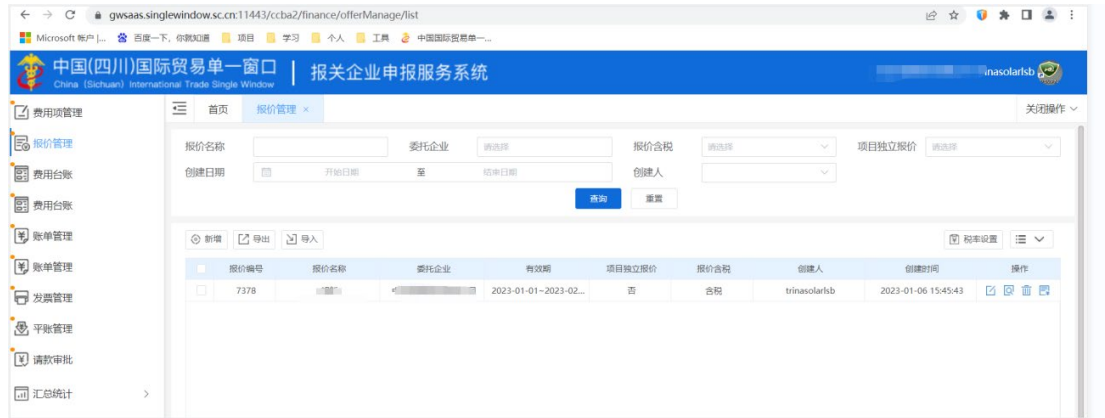 gwsaas.singlewindow.sc.cn:11443/ccba2/finance/offerManage/list
Microsoft 帐户 |... 百度一下，你就知道 项目 学习 个人 工具 中国国际贸易单一...
中国(四川)国际贸易单一窗口 | 报关企业申报服务系统
China (Sichuan) International Trade Single Window
inasolarlsb
费用项管理
报价管理
费用台账
费用台账
账单管理
账单管理
发票管理
平账管理
请款审批
汇总统计
首页 报价管理 × 关闭操作
报价名称 委托企业 请选择 报价含税 请选择 项目独立报价 请选择
创建日期 开始日期 至 结束日期 创建人
查询 重置
新增 导出 导入 税率设置
报价编号 报价名称 委托企业 有效期 项目独立报价 报价含税 创建人 创建时间 操作
7378 2023-01-01~2023-02... 否 含税 trinasolarlsb 2023-01-06 15:45:43